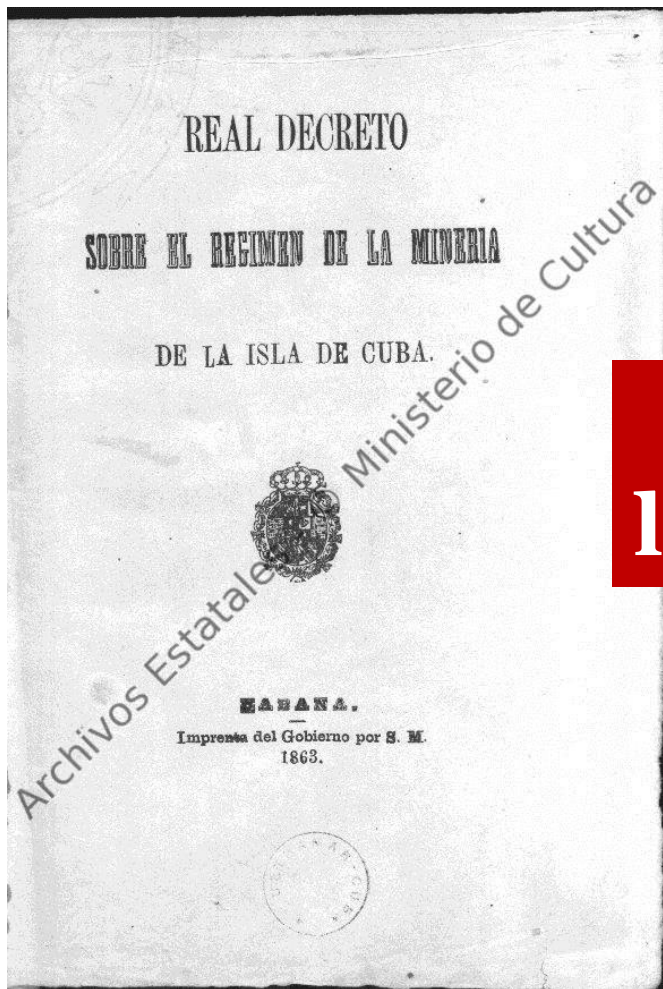 REAL DECRETO
SOBRE EL REGIMEN DE LA MINERIA
DE LA ISLA DE CUBA.
HABANA.
Imprenta del Gobierno por S. M.
1863.
Archivos Estatales Ministerio de Cultura
1